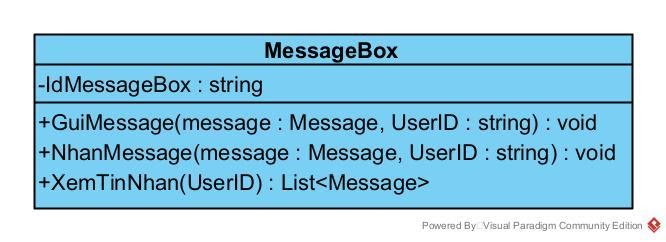 MessageBox
-IdMessageBox : string
+GuiMessage(message : Message, UserID : string) : void
+NhanMessage(message : Message, UserID : string) : void
+XemTinNhan(UserID) : List<Message>
Powered By Visual Paradigm Community Edition